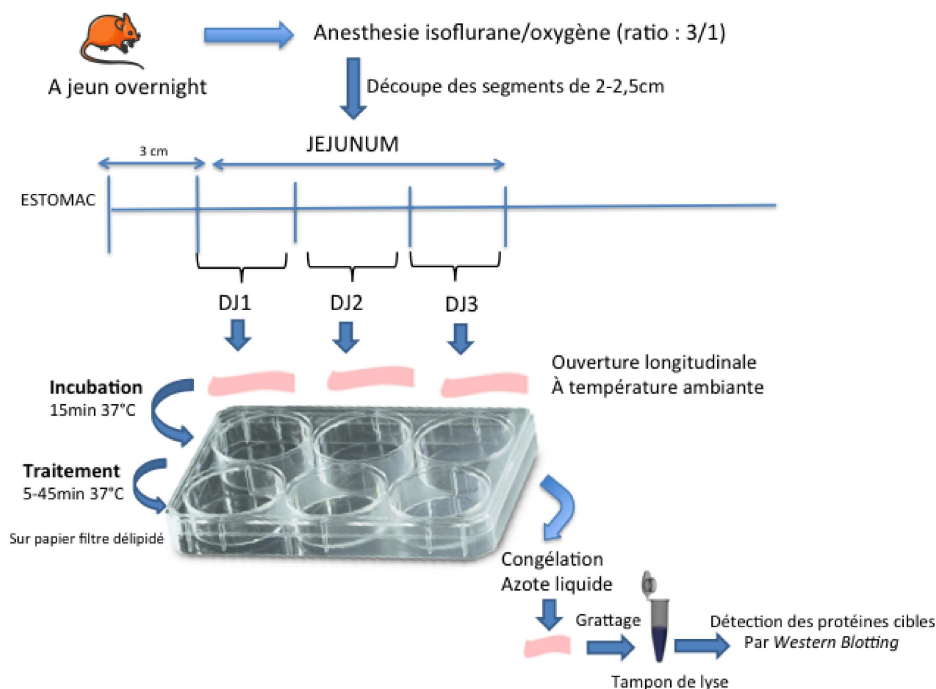 Anesthesie isoflurane/oxygène (ratio : 3/1)
A jeun overnight
Découpe des segments de 2-2,5cm
JEJUNUM
3 cm
ESTOMAC
DJ1
DJ2
DJ3
Ouverture longitudinale
À température ambiante
Incubation
15min 37°C
Traitement
5-45min 37°C
Sur papier filtre délipidé
Congélation
Azote liquide
Grattage
Tampon de lyse
Détection des protéines cibles
Par Western Blotting